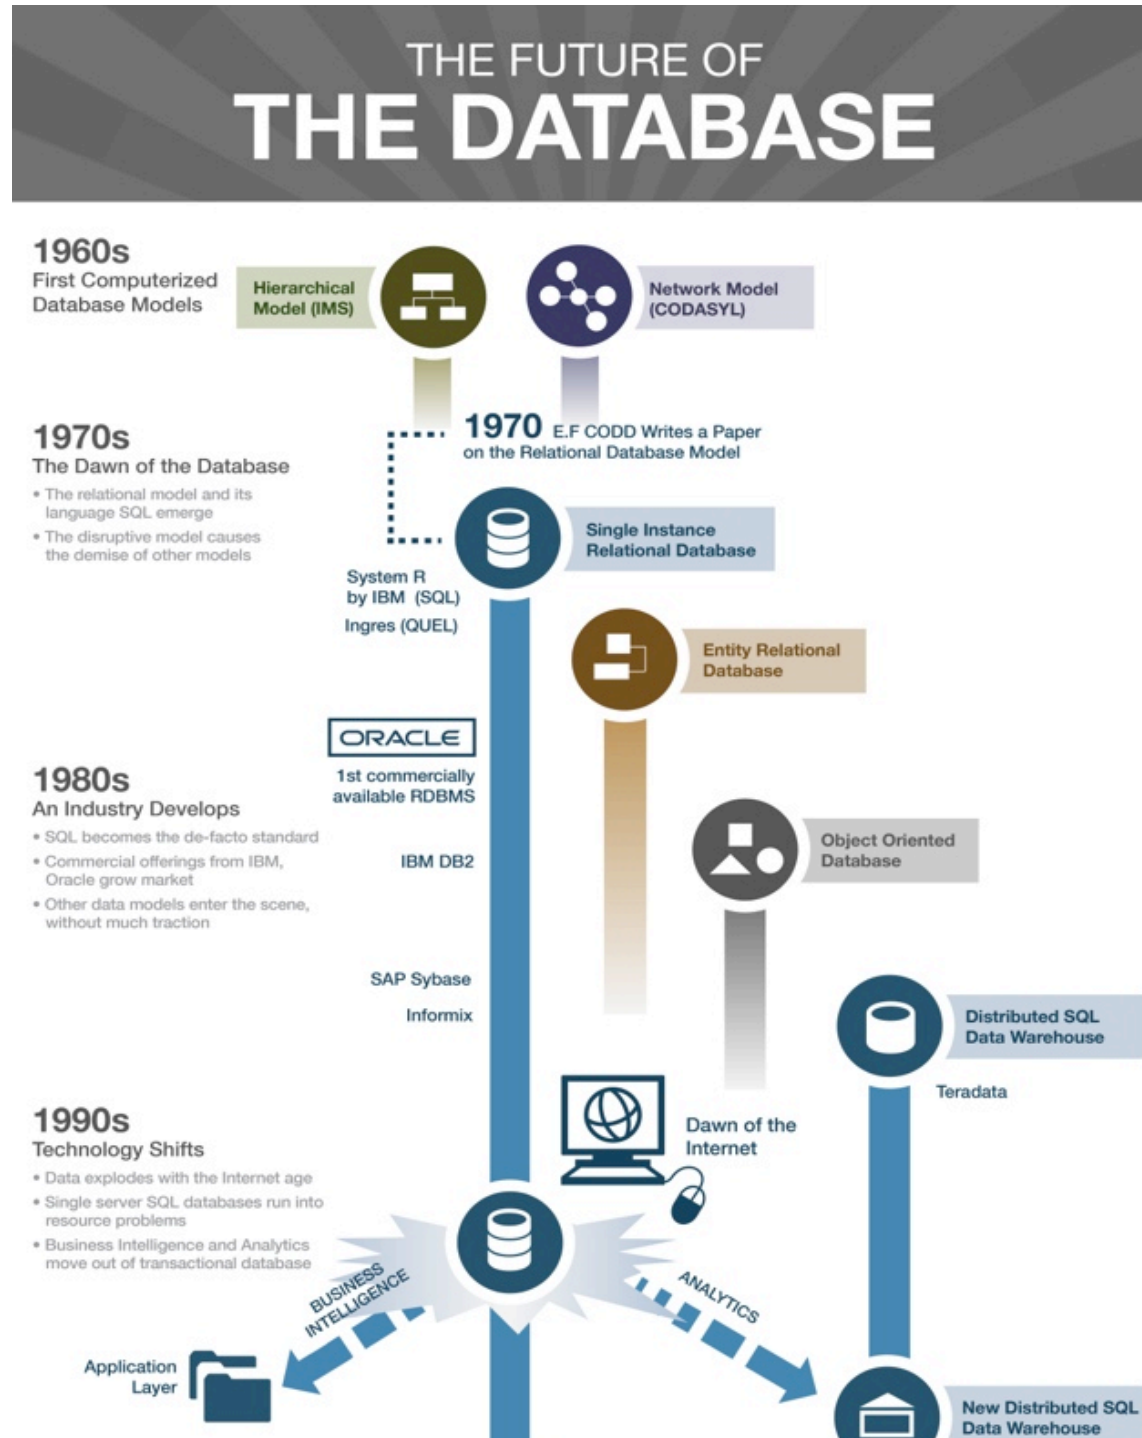 THE FUTURE OF
THE DATABASE
1960s
First Computerized
Database Models
Hierarchical
Model (IMS)
Network Model
(CODASYL)
1970s
The Dawn of the Database
• The relational model and its
language SQL emerge
• The disruptive model causes
the demise of other models
1970 E.F CODD Writes a Paper
on the Relational Database Model
Single Instance
Relational Database
System R
by IBM (SQL)
Ingres (QUEL)
Entity Relational
Database
ORACLE
1st commercially
available RDBMS
1980s
An Industry Develops
• SQL becomes the de-facto standard
• Commercial offerings from IBM,
Oracle grow market
• Other data models enter the scene,
without much traction
IBM DB2
Object Oriented
Database
SAP Sybase
Informix
Distributed SQL
Data Warehouse
Teradata
1990s
Technology Shifts
• Data explodes with the Internet age
• Single server SQL databases run into
resource problems
• Business Intelligence and Analytics
move out of transactional database
Dawn of the
Internet
BUSINESS
INTELLIGENCE
ANALYTICS
Application
Layer
New Distributed SQL
Data Warehouse